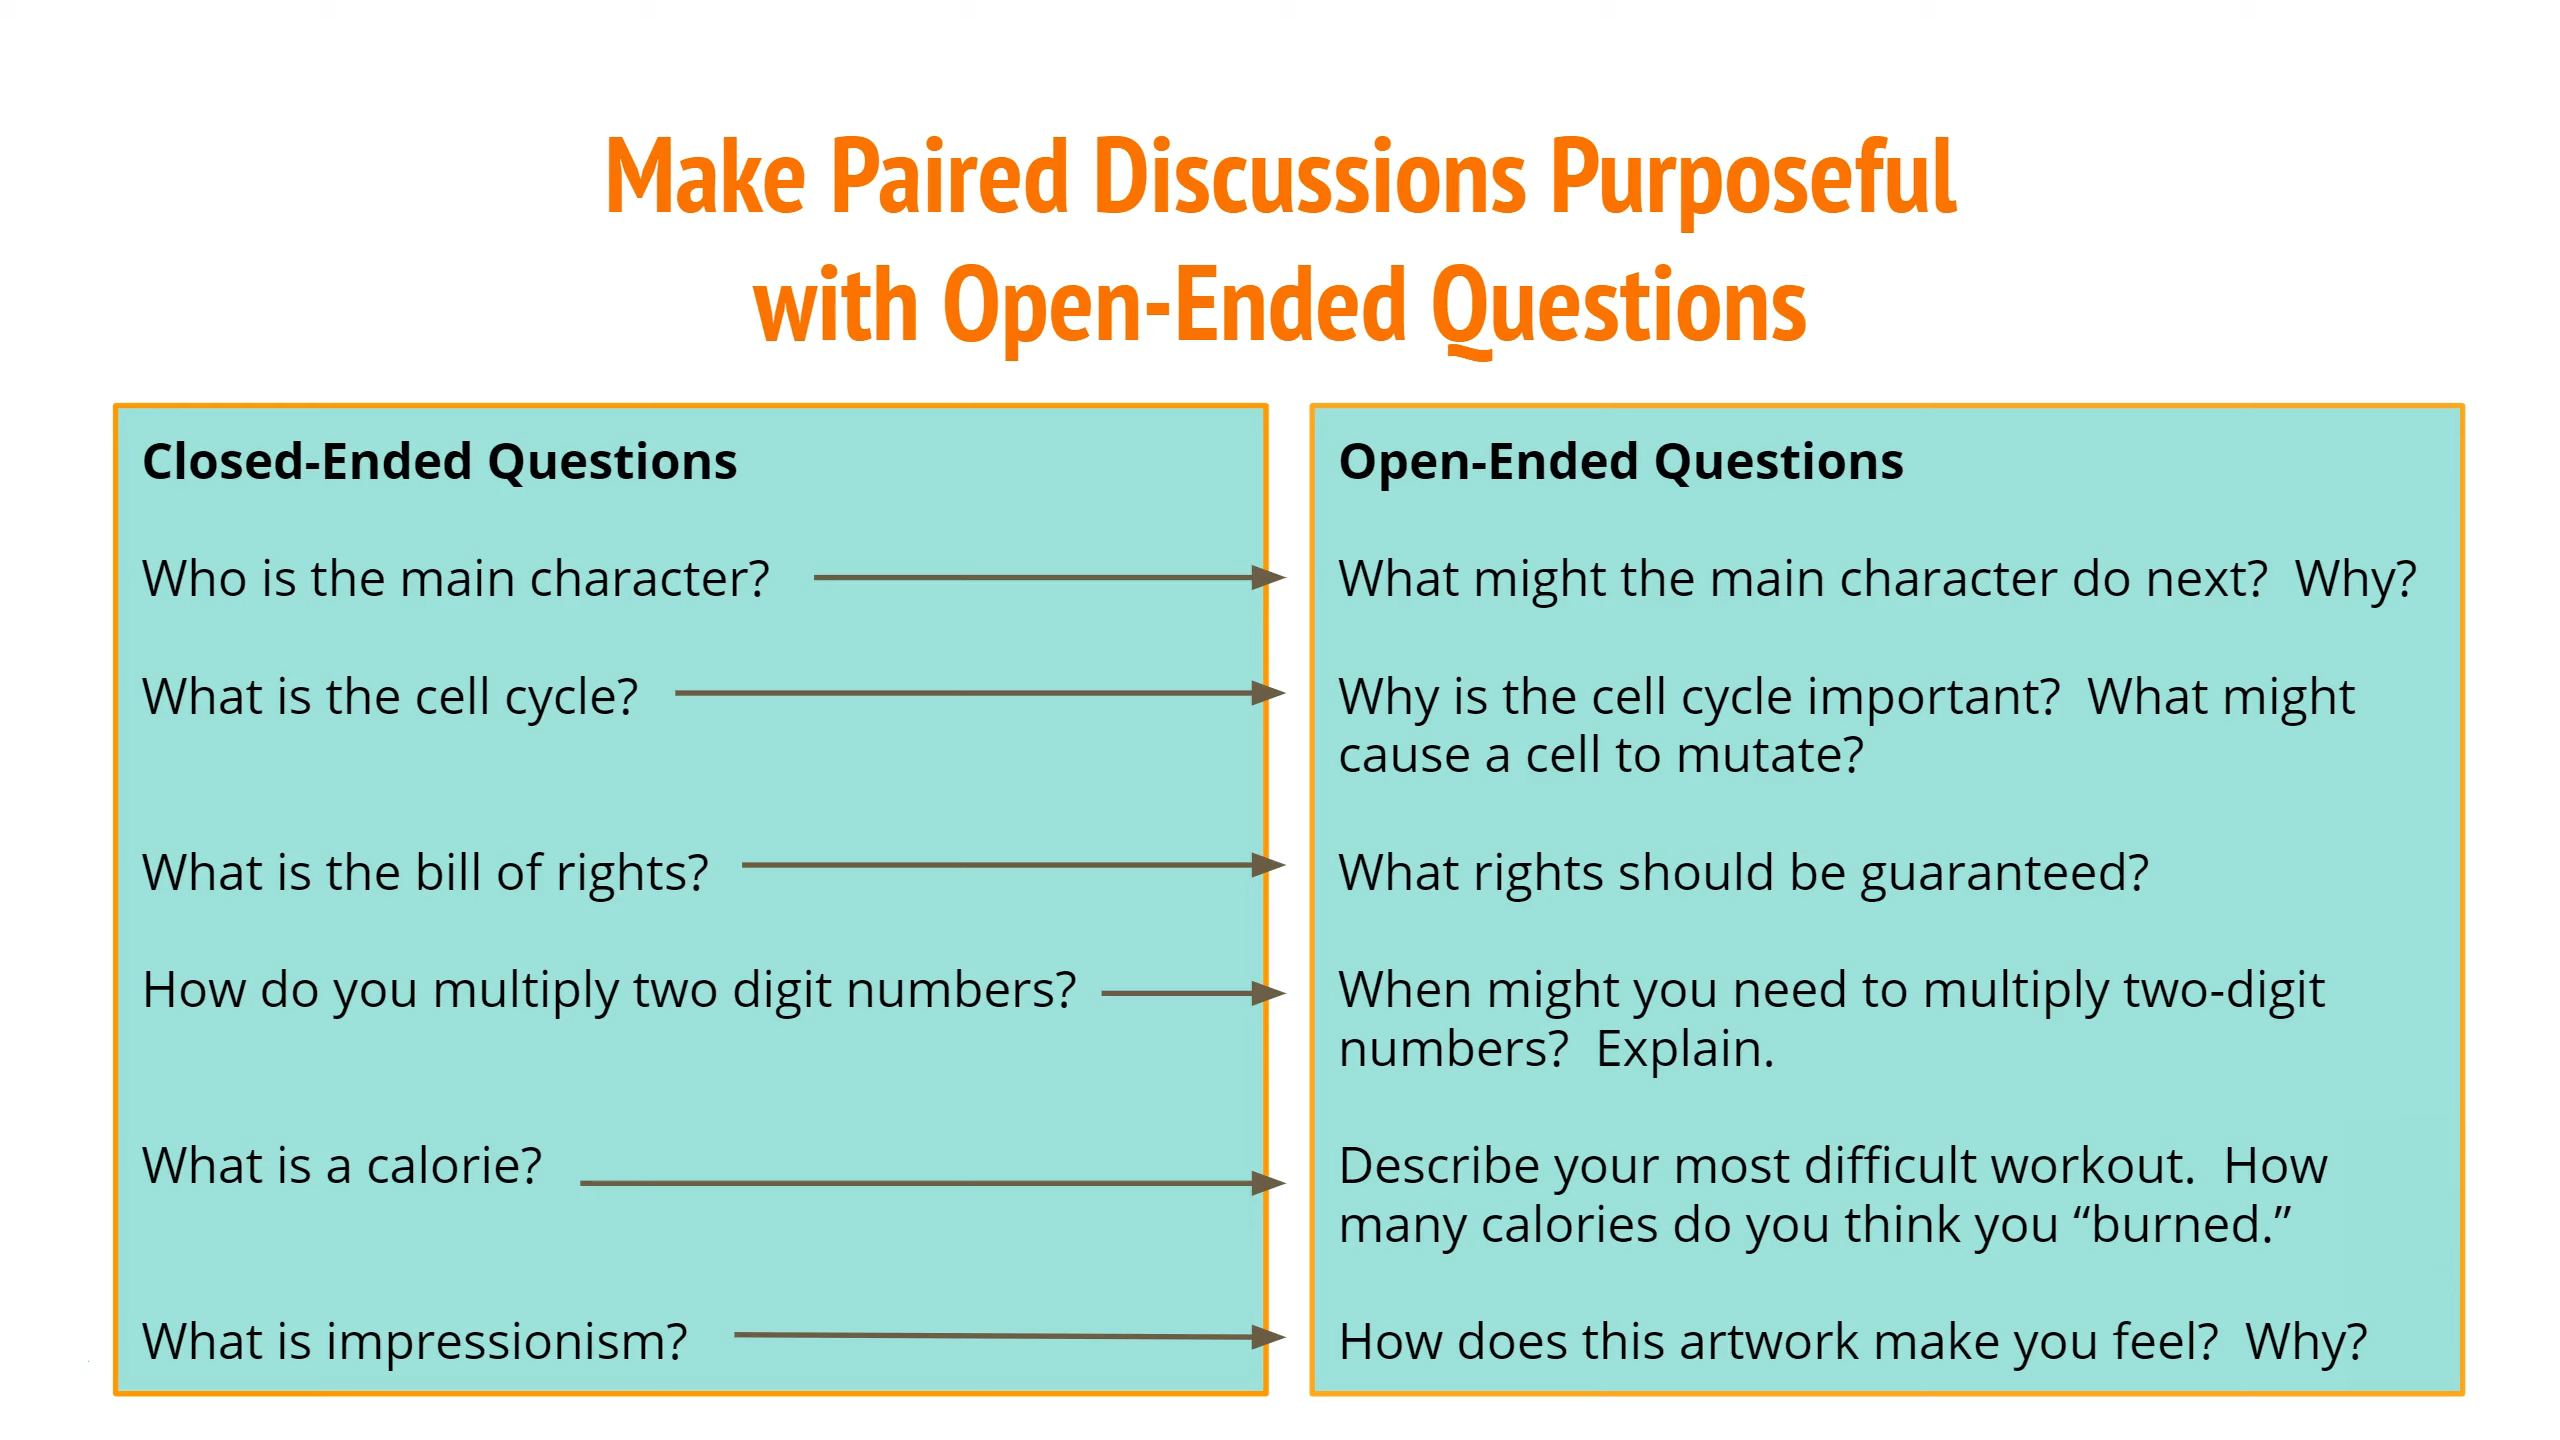 Make Paired Discussions Purposeful
with Open-Ended Questions
Closed-Ended Questions
Who is the main character?
What is the cell cycle?
What is the bill of rights?
How do you multiply two digit numbers?
What is a calorie?
What is impressionism?
Open-Ended Questions
What might the main character do next?  Why?
Why is the cell cycle important?  What might
cause a cell to mutate?
What rights should be guaranteed?
When might you need to multiply two-digit
numbers?  Explain.
Describe your most difficult workout.  How
many calories do you think you “burned.”
How does this artwork make you feel?  Why?